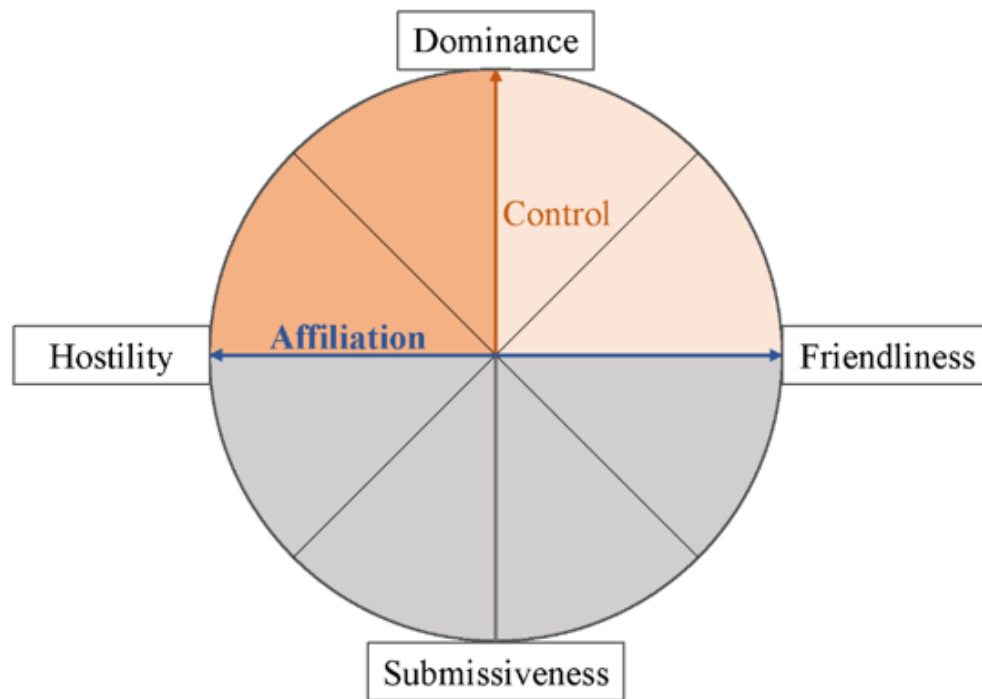 Dominance
Control
Affiliation
Hostility
Friendliness
Submissiveness